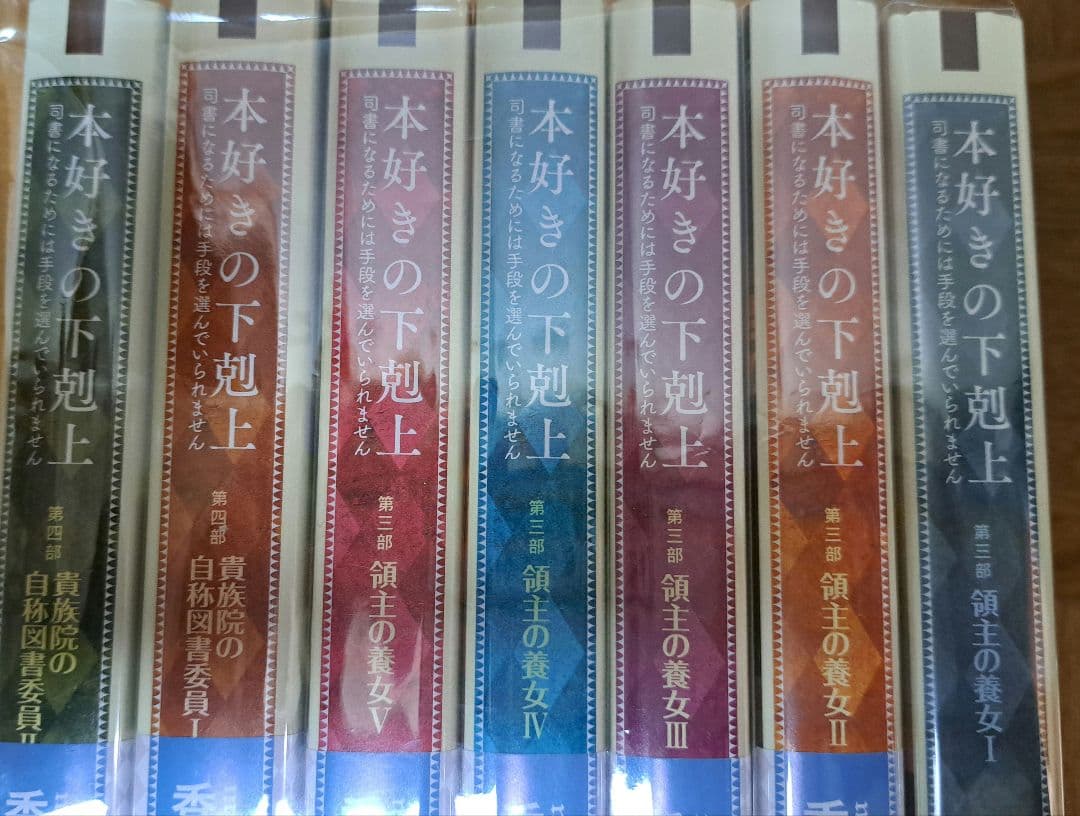 本好きの下剋上
司書になるためには手段を選んでいられません
第三部
領主の養女I
本好きの下剋上
司書になるためには手段を選んでいられません
第三部
領主の養女II
本好きの下剋上
司書になるためには手段を選んでいられません
第三部
領主の養女III
本好きの下剋上
司書になるためには手段を選んでいられません
第三部
領主の養女IV
本好きの下剋上
司書になるためには手段を選んでいられません
第三部
領主の養女V
本好きの下剋上
司書になるためには手段を選んでいられません
第四部
貴族院の
自称図書委員I
香
本好きの下剋上
司書になるためには手段を選んでいられません
第四部
貴族院の
自称図書委員II
香